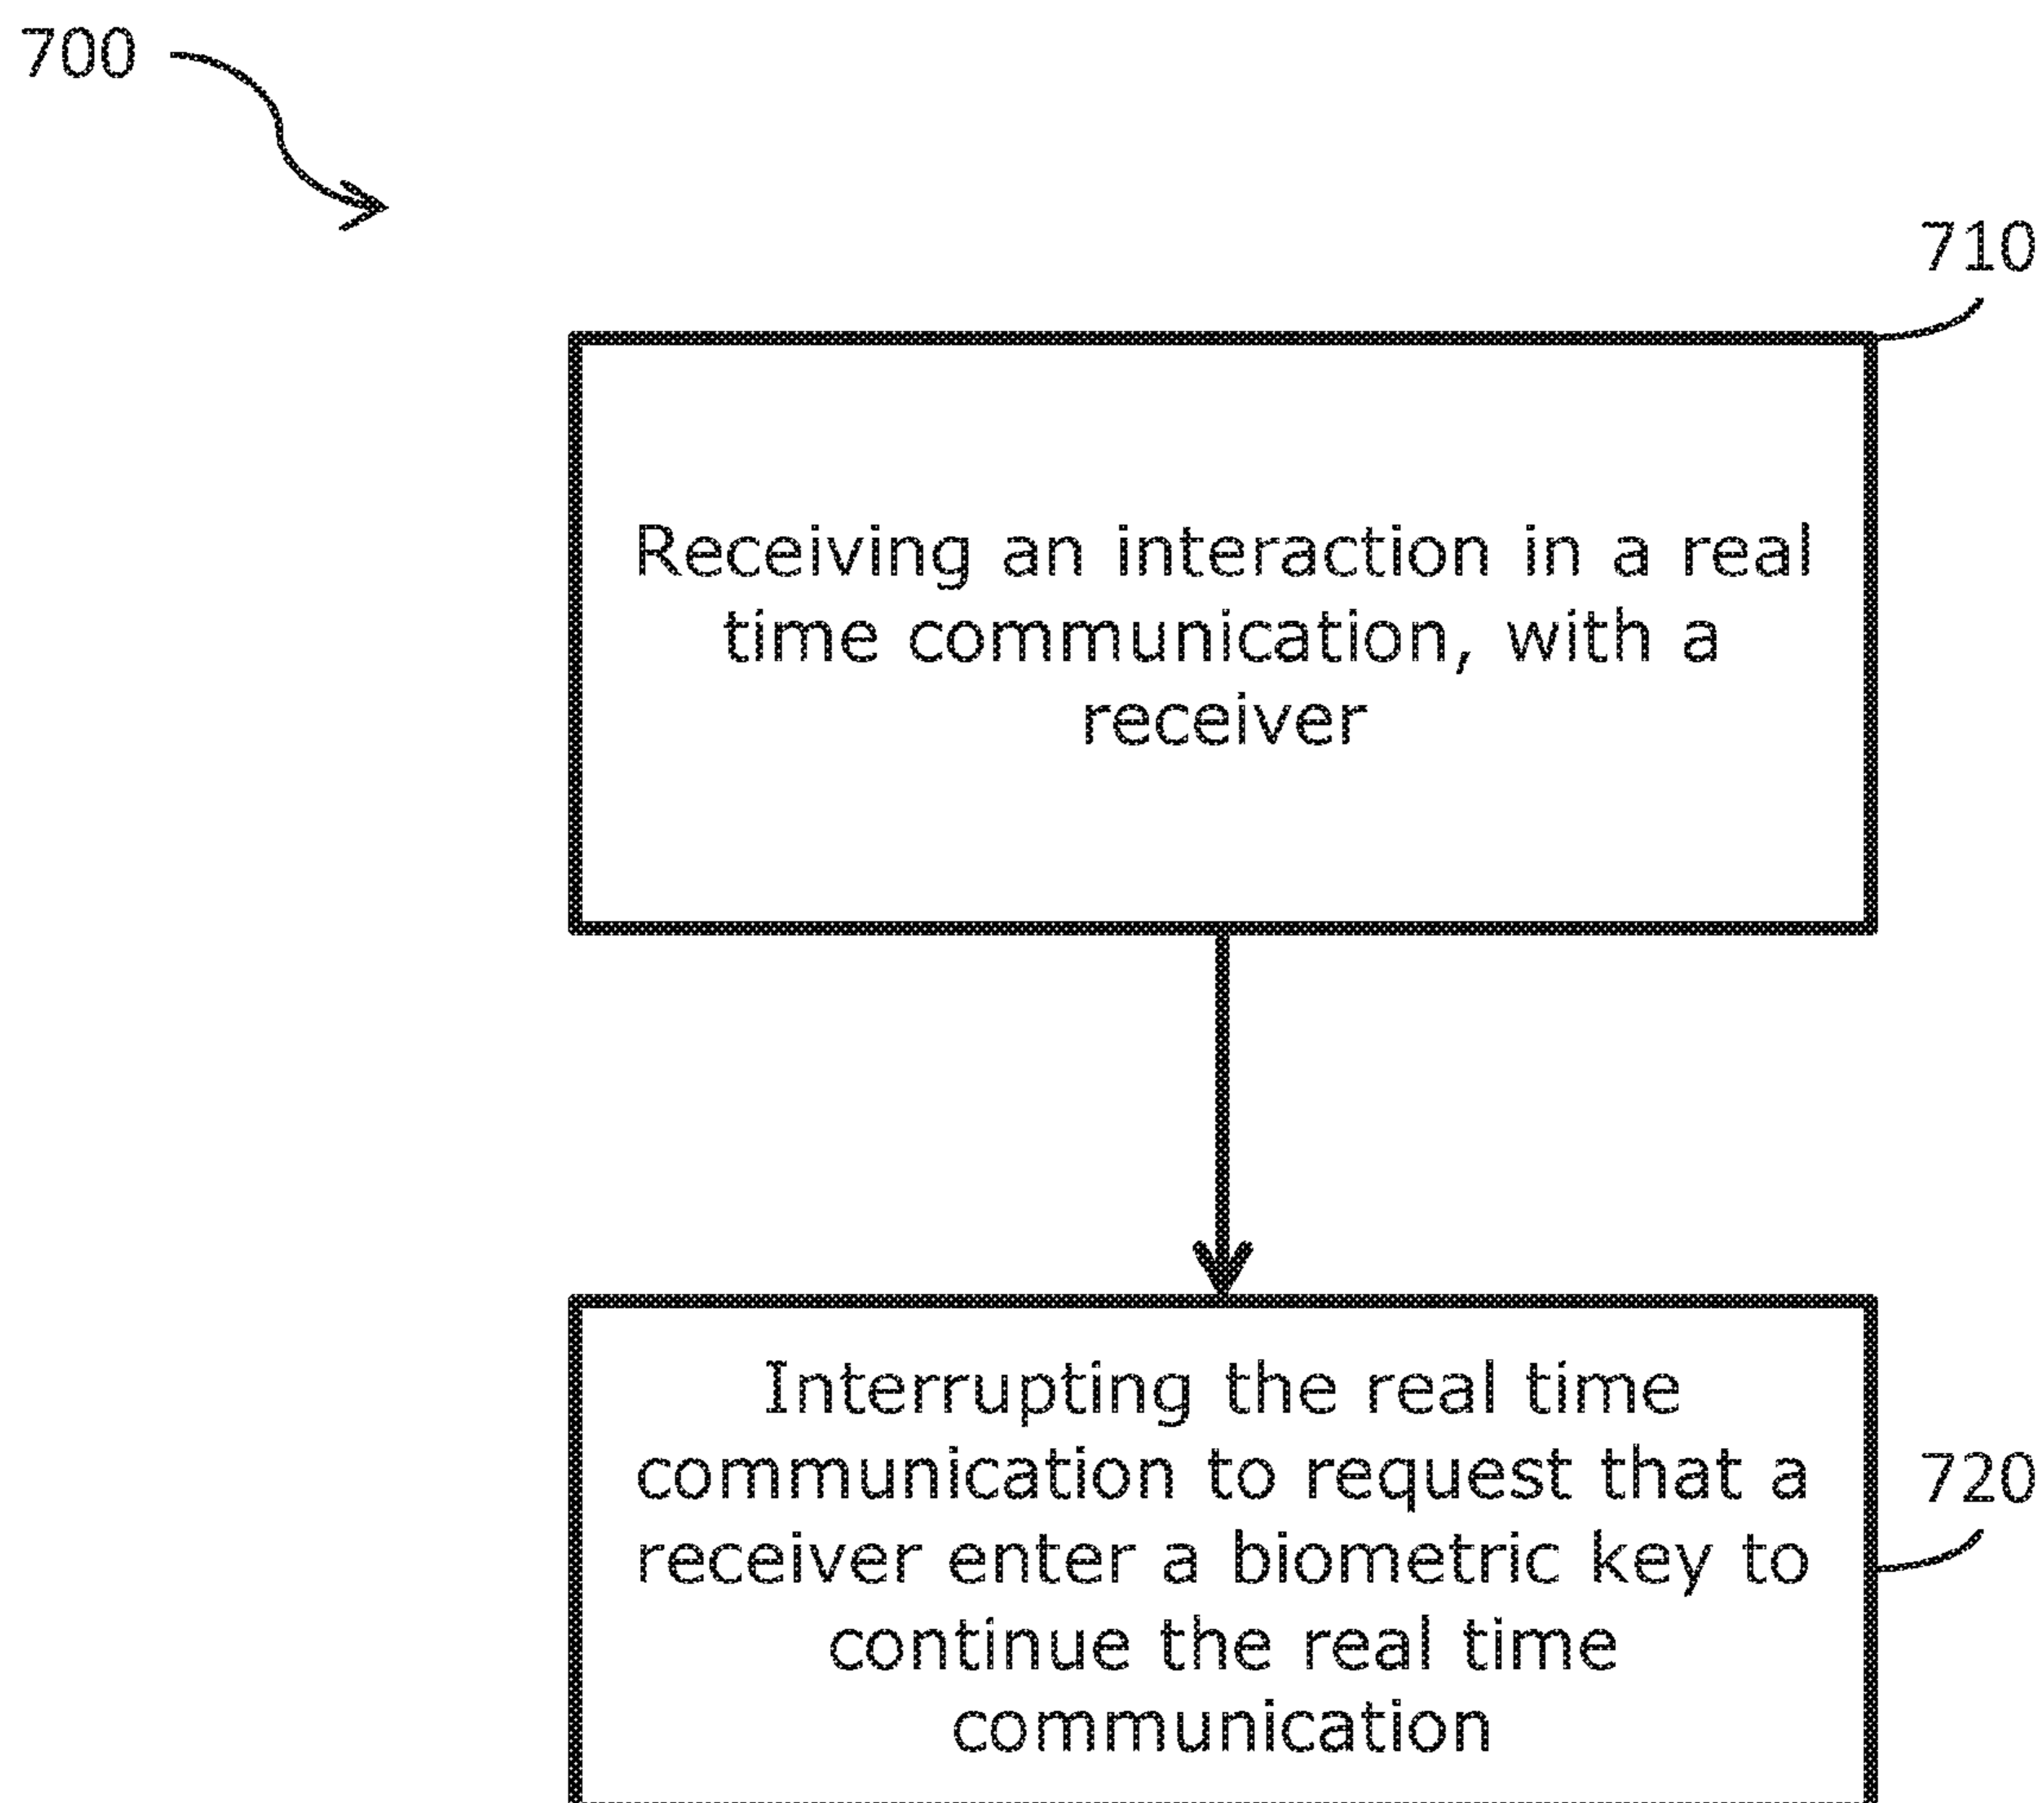 700
710
Receiving an interaction in a real
time communication, with a
receiver
Interrupting the real time
communication to request that a
receiver enter a biometric key to
continue the real time
communication
720